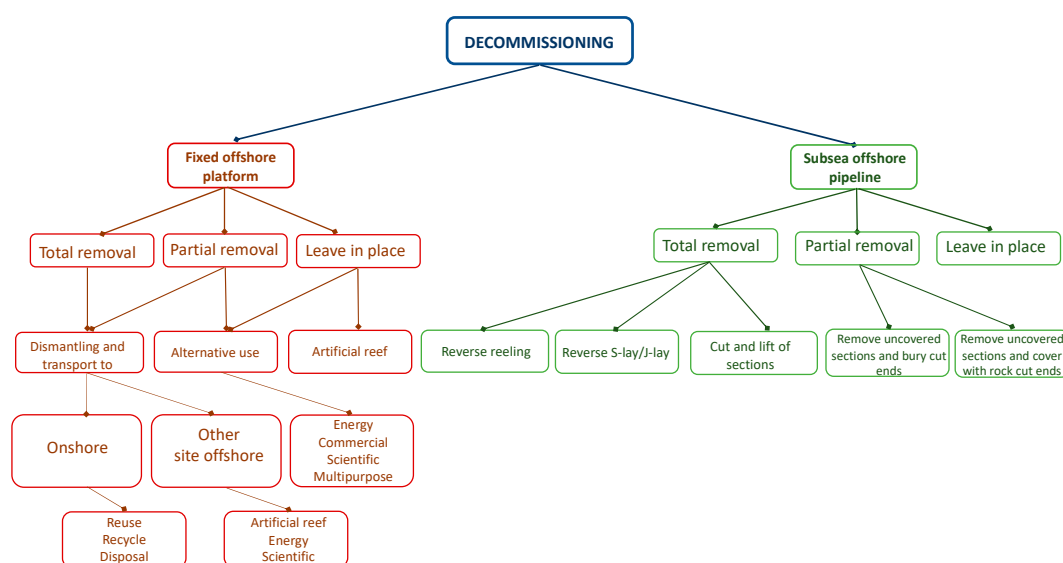 DECOMMISSIONING
Fixed offshore
platform
Subsea offshore
pipeline
Total removal
Partial removal
Leave in place
Total removal
Partial removal
Leave in place
Dismantling and
transport to
Alternative use
Artificial reef
Reverse reeling
Reverse S-lay/J-lay
Cut and lift of
sections
Remove uncovered
sections and bury cut
ends
Remove uncovered
sections and cover
with rock cut ends
Onshore
Other
site offshore
Energy
Commercial
Scientific
Multipurpose
Reuse
Recycle
Disposal
Artificial reef
Energy
Scientific